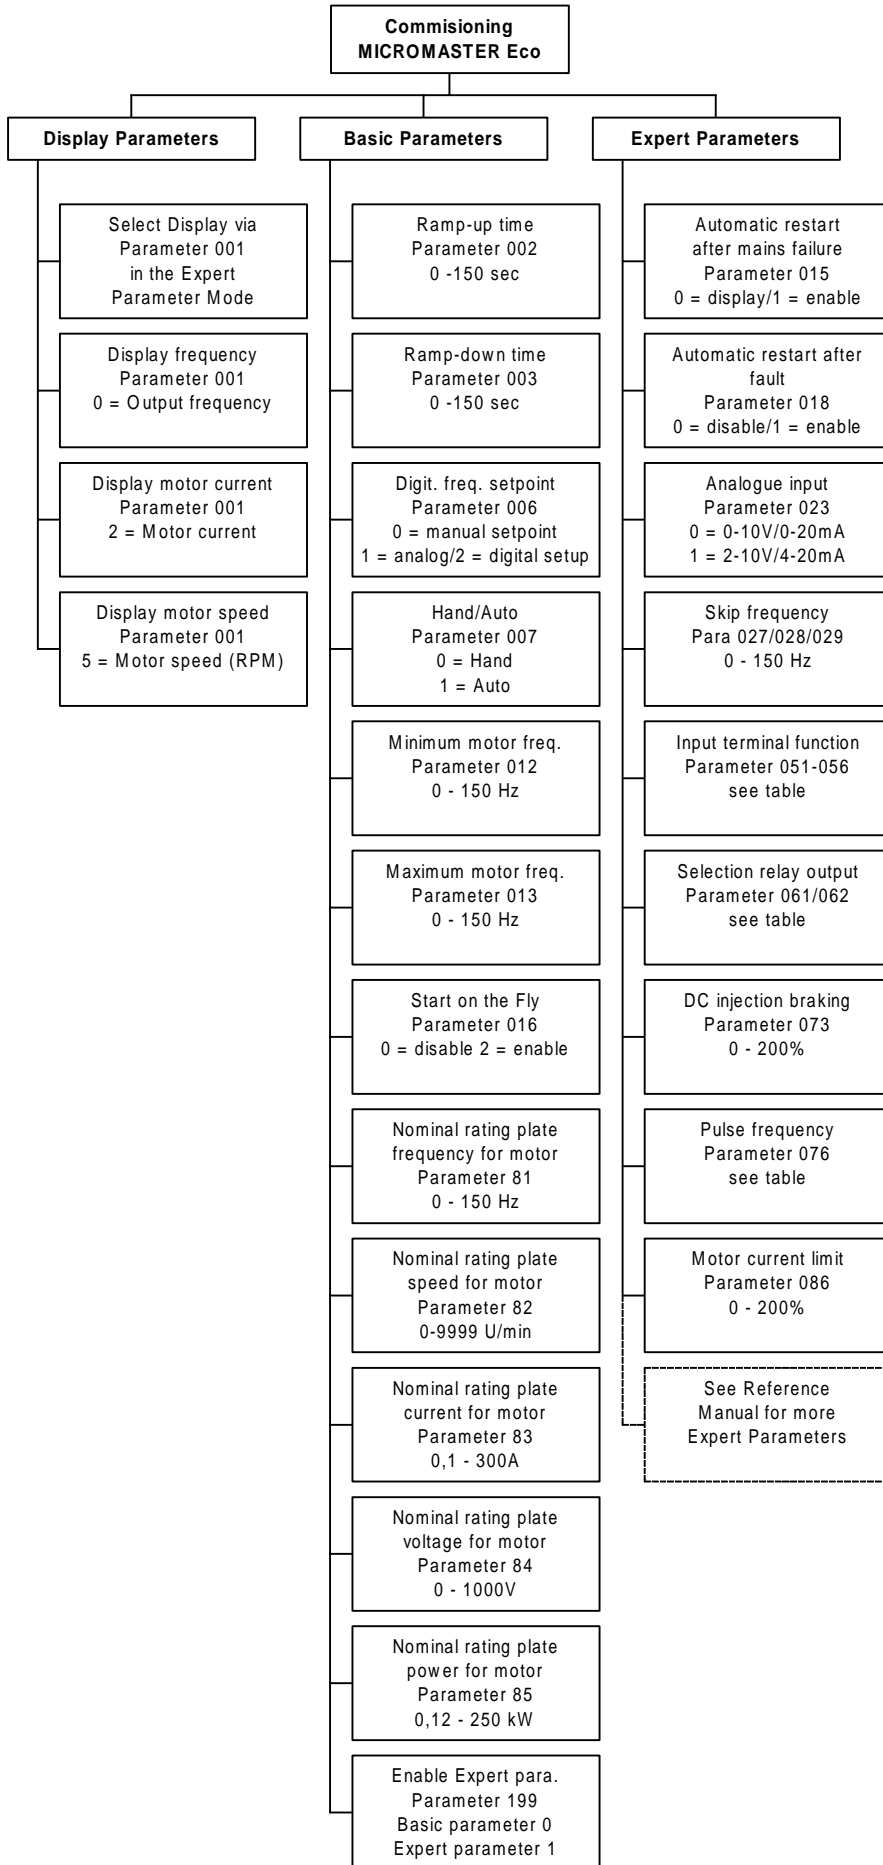 Commisioning
MICROMASTER Eco
Display Parameters
Select Display via
Parameter 001
in the Expert
Parameter Mode
Display frequency
Parameter 001
0 = Output frequency
Display motor current
Parameter 001
2 = Motor current
Display motor speed
Parameter 001
5 = Motor speed (RPM)
Basic Parameters
Ramp-up time
Parameter 002
0 -150 sec
Ramp-down time
Parameter 003
0 -150 sec
Digit. freq. setpoint
Parameter 006
0 = manual setpoint
1 = analog/2 = digital setup
Hand/Auto
Parameter 007
0 = Hand
1 = Auto
Minimum motor freq.
Parameter 012
0 - 150 Hz
Maximum motor freq.
Parameter 013
0 - 150 Hz
Start on the Fly
Parameter 016
0 = disable 2 = enable
Nominal rating plate
frequency for motor
Parameter 81
0 - 150 Hz
Nominal rating plate
speed for motor
Parameter 82
0-9999 U/min
Nominal rating plate
current for motor
Parameter 83
0,1 - 300A
Nominal rating plate
voltage for motor
Parameter 84
0 - 1000V
Nominal rating plate
power for motor
Parameter 85
0,12 - 250 kW
Enable Expert para.
Parameter 199
Basic parameter 0
Expert parameter 1
Expert Parameters
Automatic restart
after mains failure
Parameter 015
0 = display/1 = enable
Automatic restart after
fault
Parameter 018
0 = disable/1 = enable
Analogue input
Parameter 023
0 = 0-10V/0-20mA
1 = 2-10V/4-20mA
Skip frequency
Para 027/028/029
0 - 150 Hz
Input terminal function
Parameter 051-056
see table
Selection relay output
Parameter 061/062
see table
DC injection braking
Parameter 073
0 - 200%
Pulse frequency
Parameter 076
see table
Motor current limit
Parameter 086
0 - 200%
See Reference
Manual for more
Expert Parameters